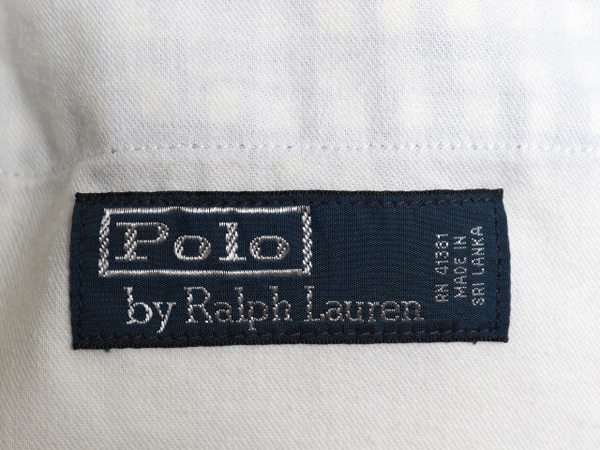 Polo
by Ralph Lauren
RN 41381
MADE IN
SRI LANKA